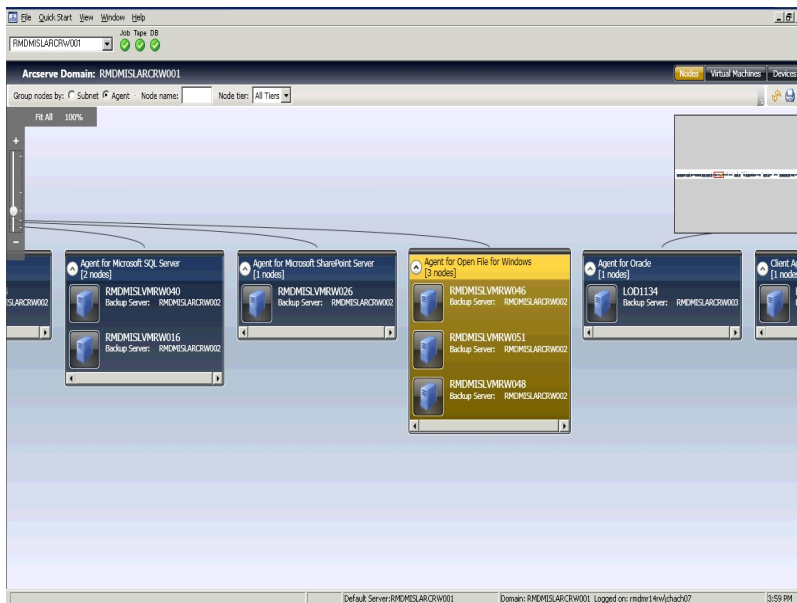 File Quick Start View Window Help
RMDMISLARCRW001
Job Tape DB
Arcserve Domain: RMDMISLARCRW001
Nodes Virtual Machines Devices
Group nodes by: Subnet Agent Node name: Node tier: All Tiers
Fit All 100%
SLARCRW002
Agent for Microsoft SQL Server
[2 nodes]
RMDMISLVMRW040
Backup Server: RMDMISLARCRW002
RMDMISLVMRW016
Backup Server: RMDMISLARCRW002
Agent for Microsoft SharePoint Server
[1 nodes]
RMDMISLVMRW026
Backup Server: RMDMISLARCRW002
Agent for Open File for Windows
[3 nodes]
RMDMISLVMRW046
Backup Server: RMDMISLARCRW002
RMDMISLVMRW051
Backup Server: RMDMISLARCRW002
RMDMISLVMRW048
Backup Server: RMDMISLARCRW002
Agent for Oracle
[1 nodes]
LOD1134
Backup Server: RMDMISLARCRW003
Client A
[1 node
Default Server:RMDMISLARCRW001 Domain: RMDMISLARCRW001 Logged on: rmdmr14rw\chach07 3:59 PM